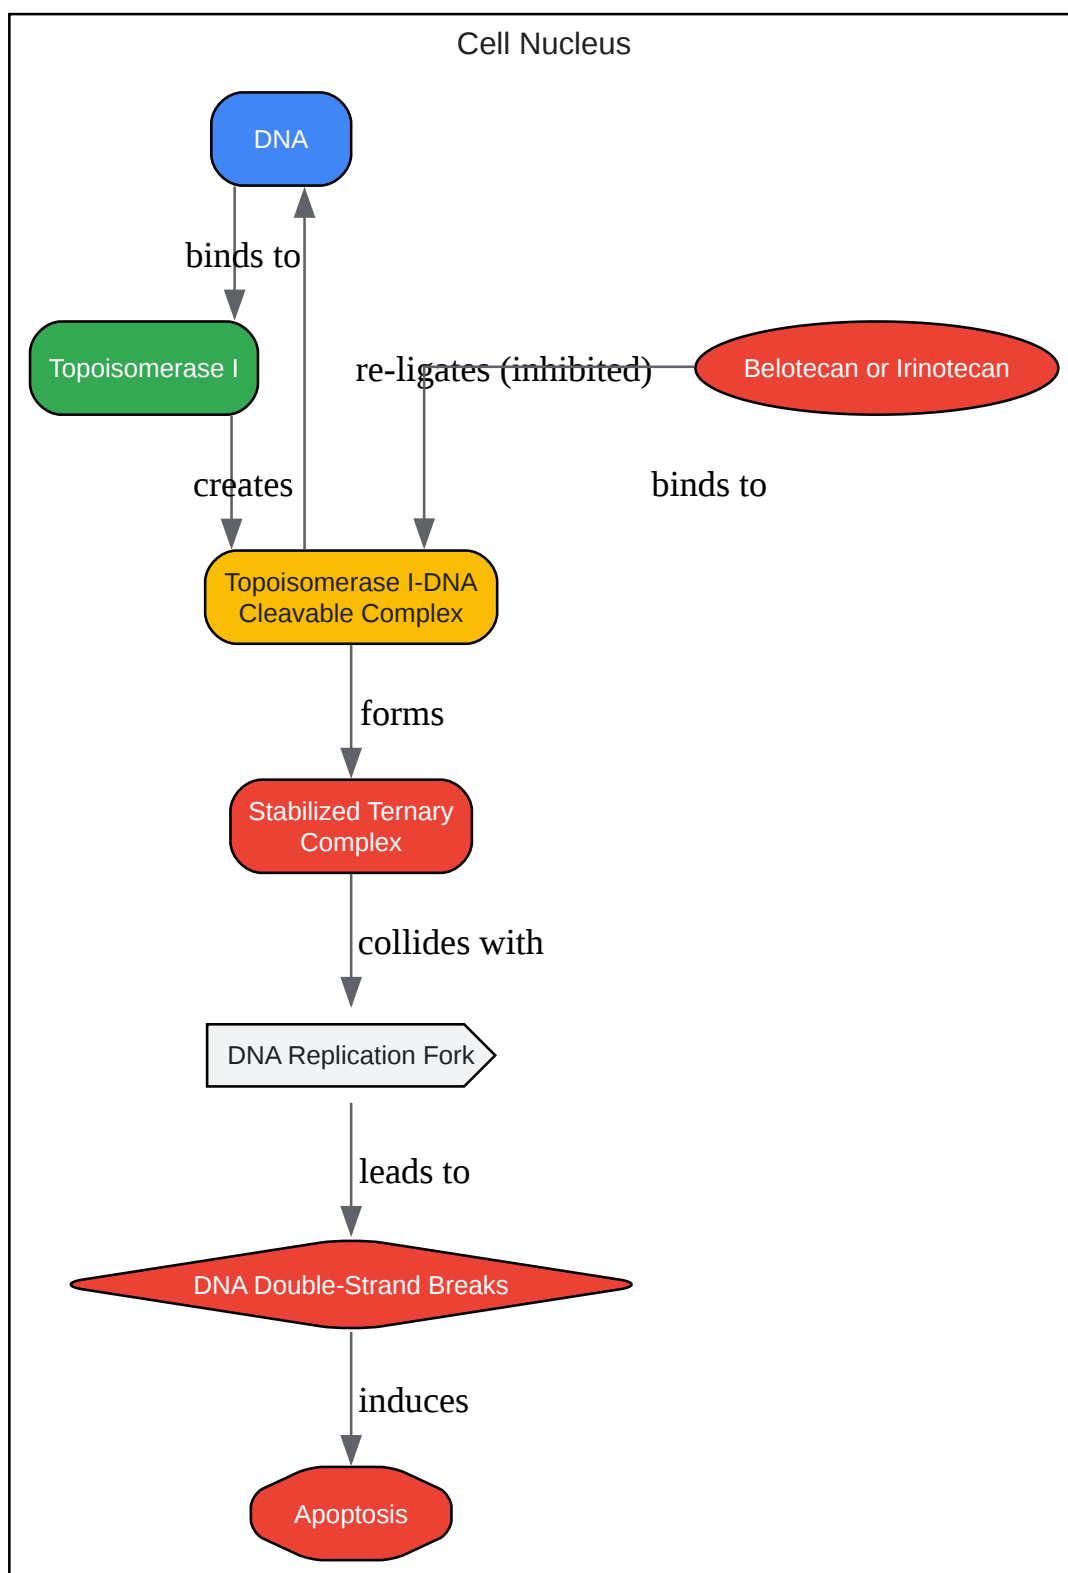 Cell Nucleus
DNA
binds to
Topoisomerase I
re-ligates (inhibited)
Belotecan or Irinotecan
creates
binds to
Topoisomerase I-DNA
Cleavable Complex
forms
Stabilized Ternary
Complex
collides with
DNA Replication Fork
leads to
DNA Double-Strand Breaks
induces
Apoptosis